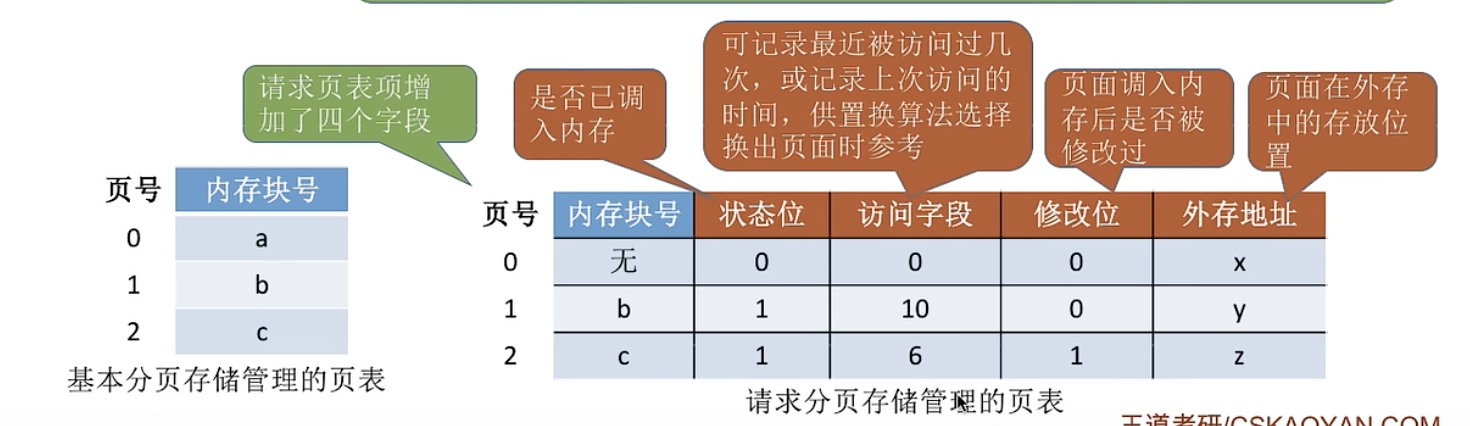 请求页表项增
加了四个字段
是否已调
入内存
可记录最近被访问过几
次，或记录上次访问的
时间，供置换算法选择
换出页面时参考
页面调入内
存后是否被
修改过
页面在外存
中的存放位
置
页号 内存块号
0 a
1 b
2 c
基本分页存储管理的页表
页号 内存块号 状态位 访问字段 修改位 外存地址
0 无 0 0 0 x
1 b 1 10 0 y
2 c 1 6 1 z
请求分页存储管理的页表
王道考研/CSKAOYAN.COM